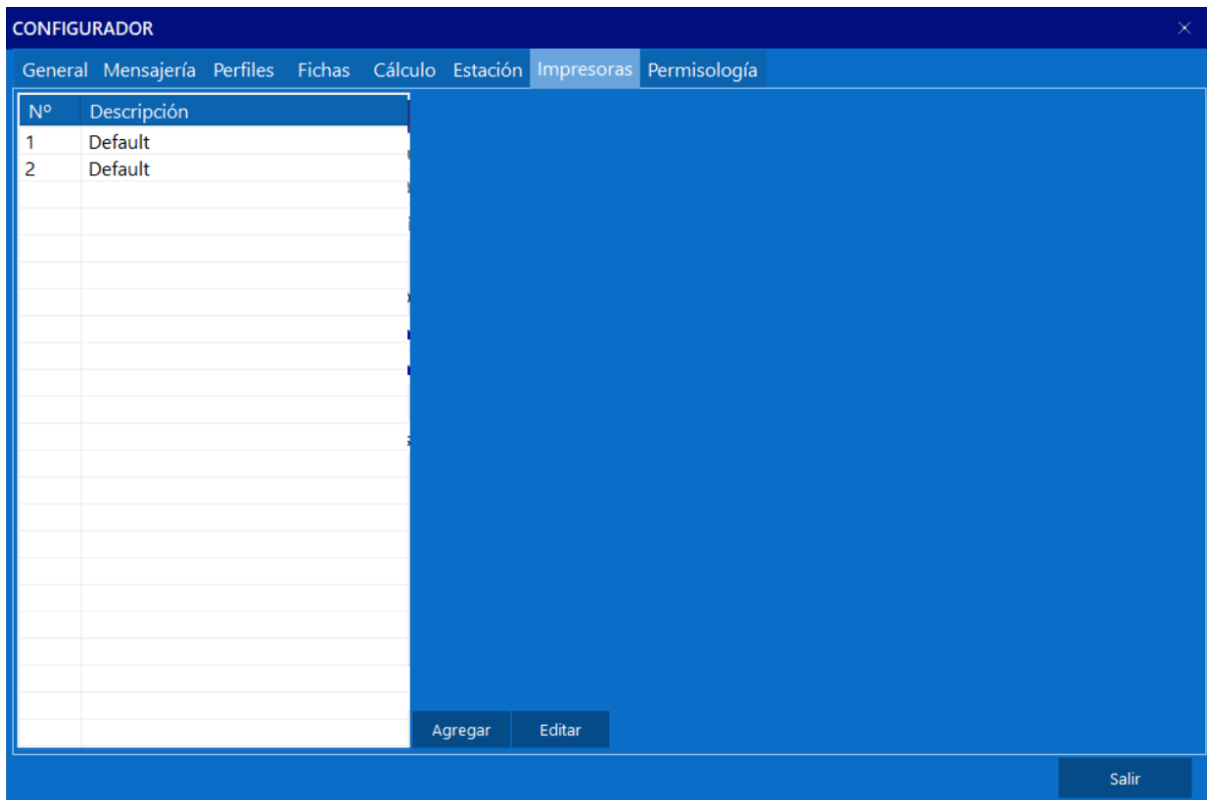 CONFIGURADOR
General Mensajería Perfiles Fichas Cálculo Estación Impresoras Permisología
Nº Descripción
1 Default
2 Default
Agregar Editar
Salir